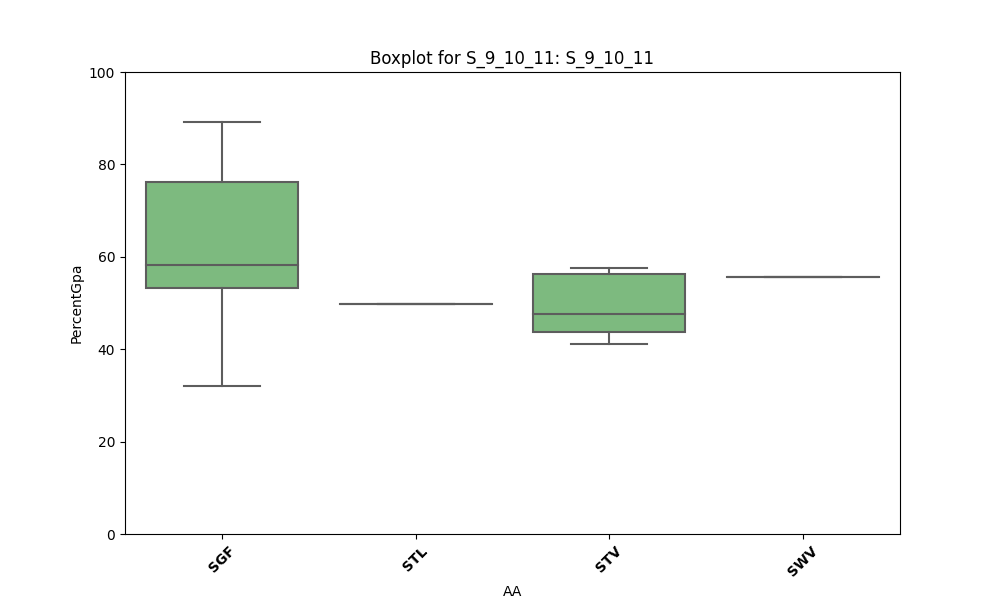 Boxplot for S_9_10_11: S_9_10_11
100
80
60
40
20
0
PercentGpa
SGF
STL
STV
SWV
AA